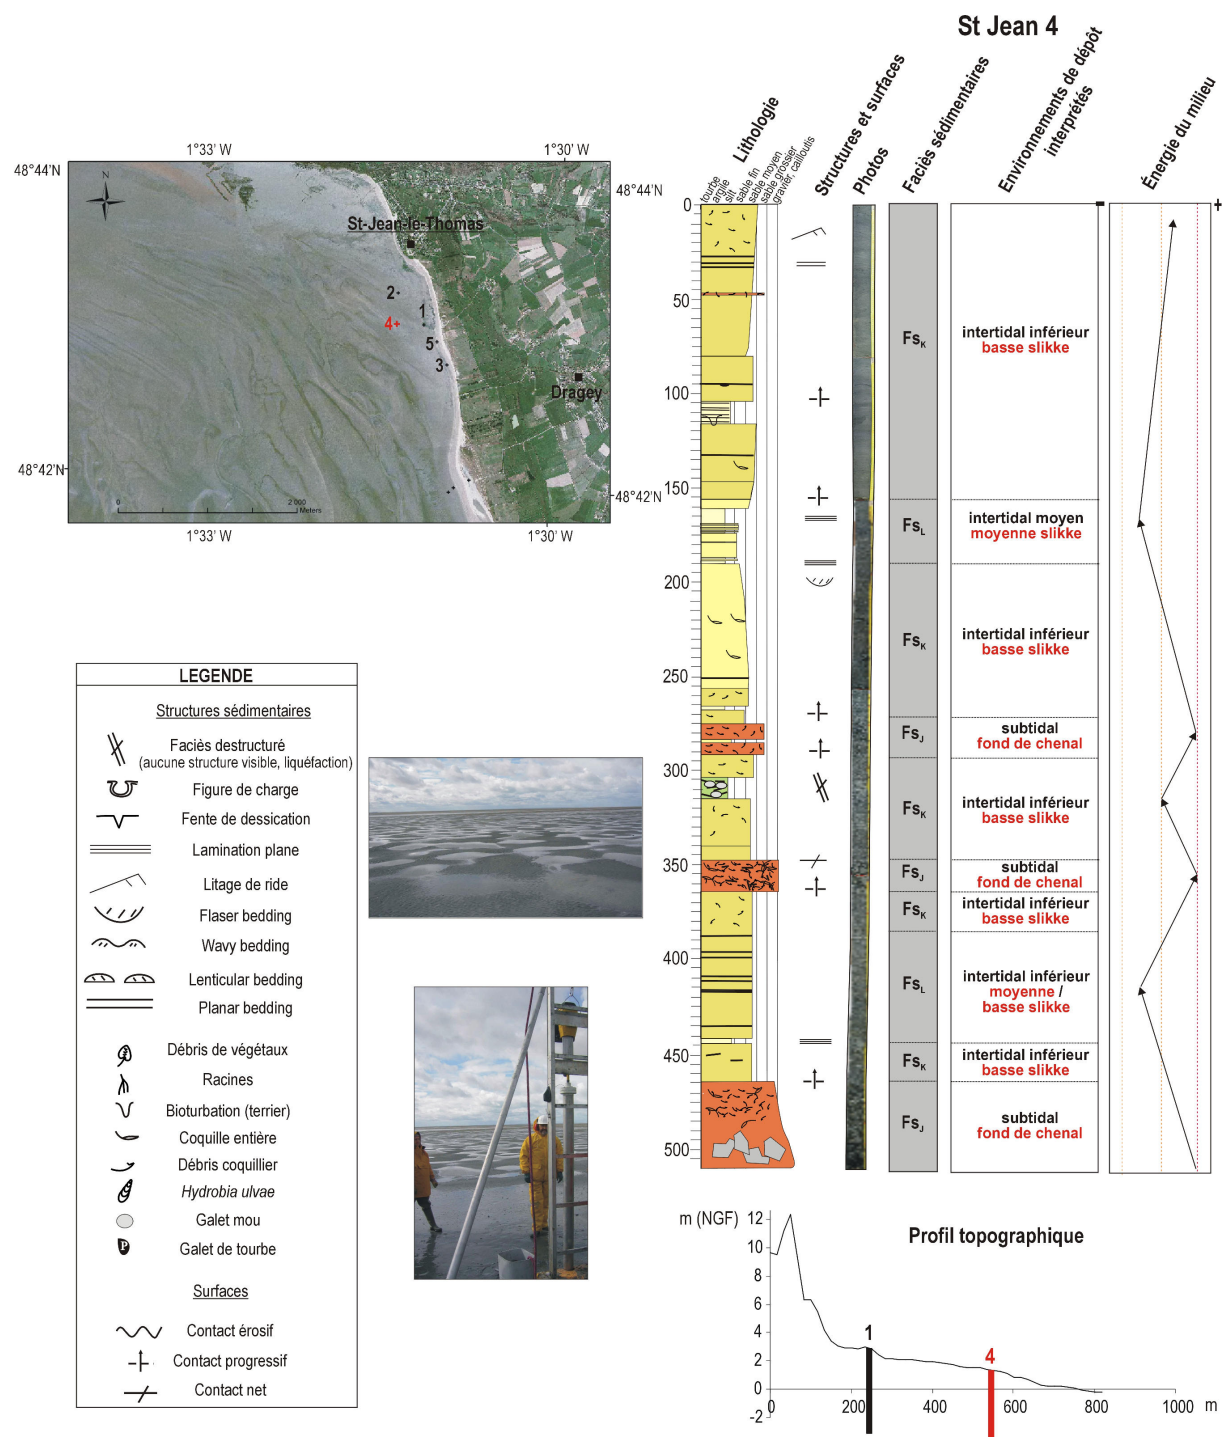 St Jean 4
Lithologie
Structures et surfaces
Photos
Faciès sédimentaires
Environnements de dépôt
interprétés
Énergie du milieu
tourbe
argile
silt
sable fin
sable moyen
sable grossier
gravier, cailloutis
- +
1°33' W
1°30' W
48°44'N
48°44'N
N
St-Jean-le-Thomas
2
1
4
5
3
Dragey
48°42'N
48°42'N
0
2 000
Meters
1°33' W
1°30' W
0
50
100
150
200
250
300
350
400
450
500
FsK
intertidal inférieur
basse slikke
FsL
intertidal moyen
moyenne slikke
FsK
intertidal inférieur
basse slikke
FsJ
subtidal
fond de chenal
FsK
intertidal inférieur
basse slikke
FsJ
subtidal
fond de chenal
FsK
intertidal inférieur
basse slikke
FsL
intertidal inférieur
moyenne /
basse slikke
FsK
intertidal inférieur
basse slikke
FsJ
subtidal
fond de chenal
LEGENDE
Structures sédimentaires
Faciès destructuré
(aucune structure visible, liquéfaction)
Figure de charge
Fente de dessication
Lamination plane
Litage de ride
Flaser bedding
Wavy bedding
Lenticular bedding
Planar bedding
Débris de végétaux
Racines
Bioturbation (terrier)
Coquille entière
Débris coquillier
Hydrobia ulvae
Galet mou
P
Galet de tourbe
Surfaces
Contact érosif
Contact progressif
Contact net
Profil topographique
m (NGF)
12
10
8
6
4
2
0
-2
1
4
0
200
400
600
800
1000
m